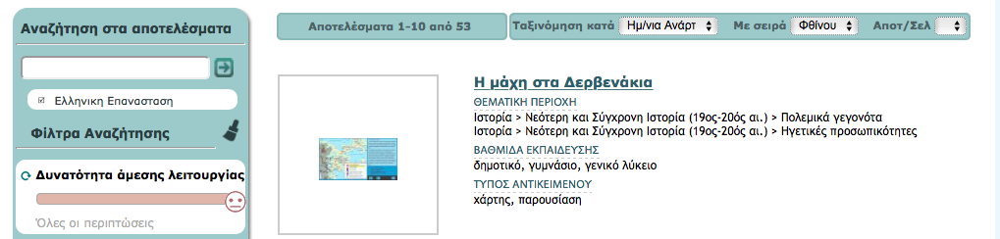 Αναζήτηση στα αποτελέσματα
Ελληνικη Επανασταση
Φίλτρα Αναζήτησης
Δυνατότητα άμεσης λειτουργίας
Όλες οι περιπτώσεις
Αποτελέσματα 1-10 από 53
Ταξινόμηση κατά Ημ/νια Ανάρτ Με σειρά Φθίνου Αποτ/Σελ
Η μάχη στα Δερβενάκια
ΘΕΜΑΤΙΚΗ ΠΕΡΙΟΧΗ
Ιστορία > Νεότερη και Σύγχρονη Ιστορία (19ος-20ός αι.) > Πολεμικά γεγονότα
Ιστορία > Νεότερη και Σύγχρονη Ιστορία (19ος-20ός αι.) > Ηγετικές προσωπικότητες
ΒΑΘΜΙΔΑ ΕΚΠΑΙΔΕΥΣΗΣ
δημοτικό, γυμνάσιο, γενικό λύκειο
ΤΥΠΟΣ ΑΝΤΙΚΕΙΜΕΝΟΥ
χάρτης, παρουσίαση